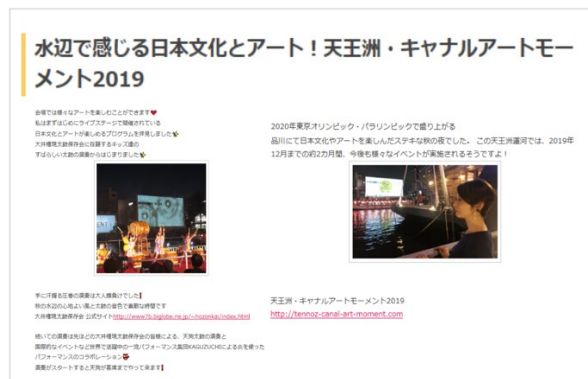 水辺で感じる日本文化とアート！天王洲・キャナルアートモー
メント2019
会場では様々なアートを楽しむことができます
私はまずはじめにライブステージで開催されている
日本文化とアートが楽しめるプログラムを拝見しました
大井権現太鼓保存会に在籍するキッズ達の
すばらしい太鼓の演奏からはじまりました
手に汗握る圧巻の演奏は大人顔負けでした
秋の水辺の心地よい風と太鼓の音色で素敵な時間です
大井権現太鼓保存会 公式サイトhttp://www7b.biglobe.ne.jp/~hozonkai/index.html
続いての演奏は先ほどの大井権現太鼓保存会の皆様による、天狗太鼓の演奏と
国際的なイベントなど世界で活躍中の一流パフォーマンス集団KAGUZUCHIによる火を使った
パフォーマンスのコラボレーション
演奏がスタートすると天狗が客席までやって来ます
2020年東京オリンピック・パラリンピックで盛り上がる
品川にて日本文化やアートを楽しんだステキな秋の夜でした。 この天王洲運河では、2019年
12月までの約2カ月間、今後も様々なイベントが実施されるそうですよ！
天王洲・キャナルアートモーメント2019
http://tennoz-canal-art-moment.com